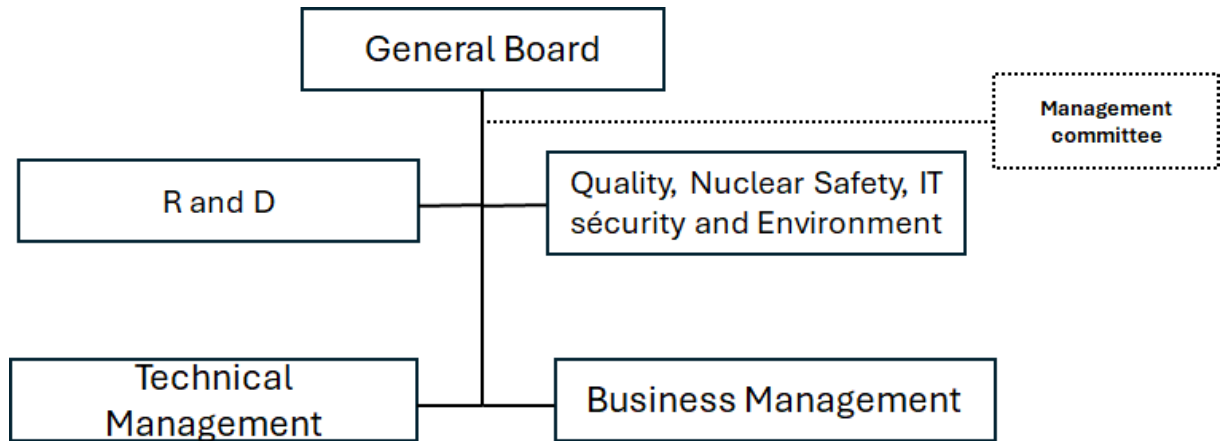 General Board
Management
committee
R and D
Quality, Nuclear Safety, IT
sécurity and Environment
Technical
Management
Business Management